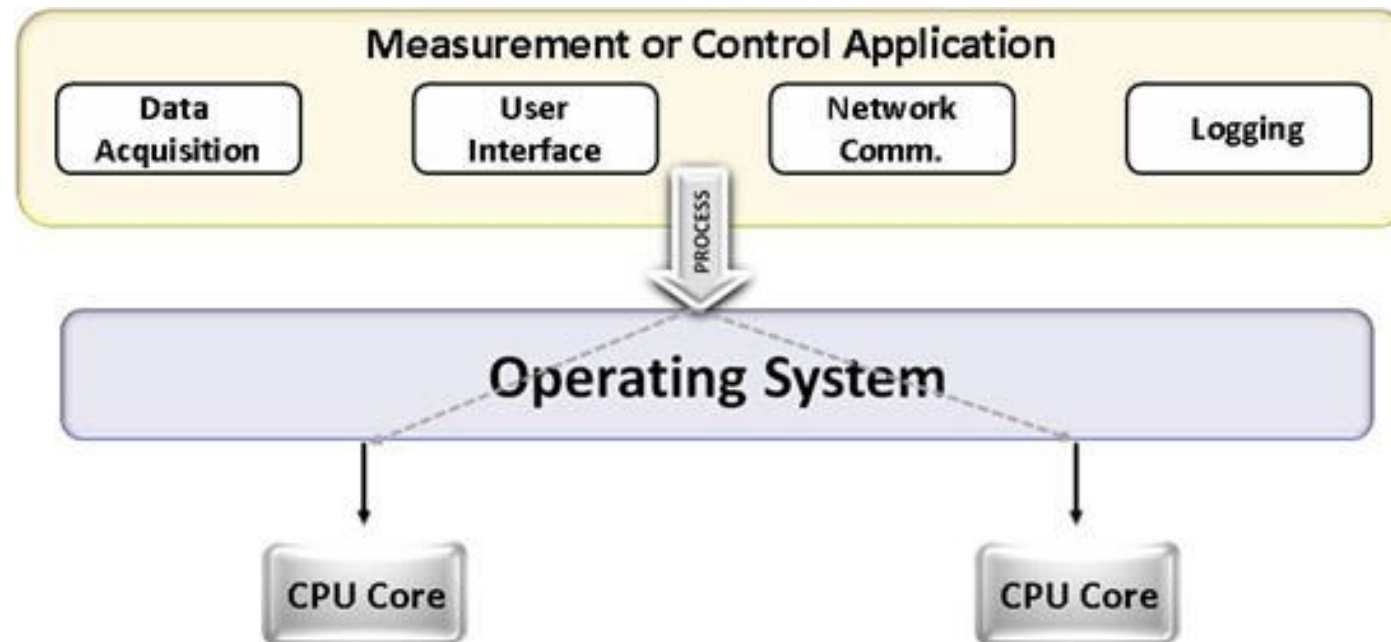 Measurement or Control Application
Data
Acquisition
User
Interface
Network
Comm.
Logging
PROCESS
Operating System
CPU Core
CPU Core